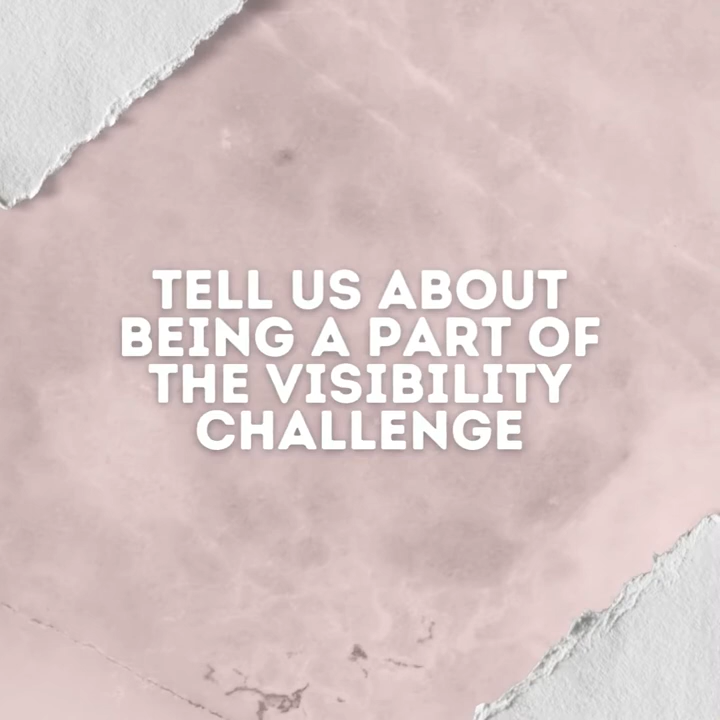 TELL US ABOUT
BEING A PART OF
THE VISIBILITY
CHALLENGE